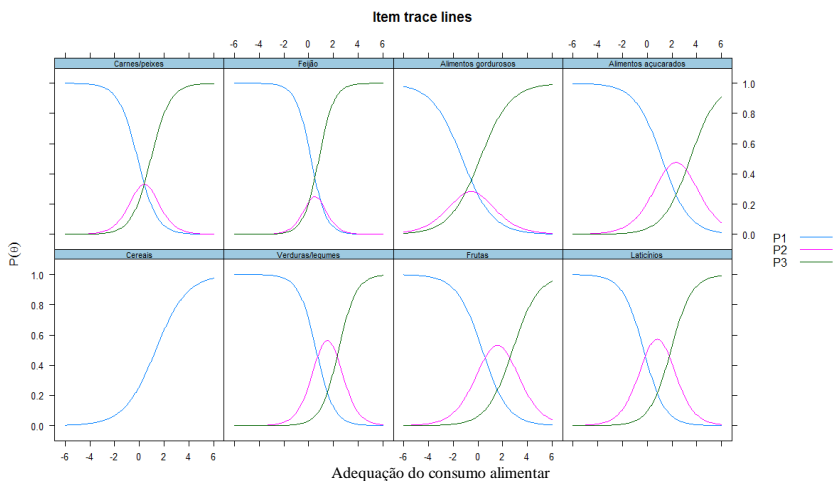 Item trace lines
-6 -4 -2 0 2 4 6 -6 -4 -2 0 2 4 6
Carnes/peixes Feijão Alimentos gordurosos Alimentos açucarados
1.0
0.8
0.6
0.4
0.2
0.0
P(θ)
P1
P2
P3
Cereais Verduras/legumes Frutas Laticínios
1.0
0.8
0.6
0.4
0.2
0.0
-6 -4 -2 0 2 4 6 -6 -4 -2 0 2 4 6
Adequação do consumo alimentar